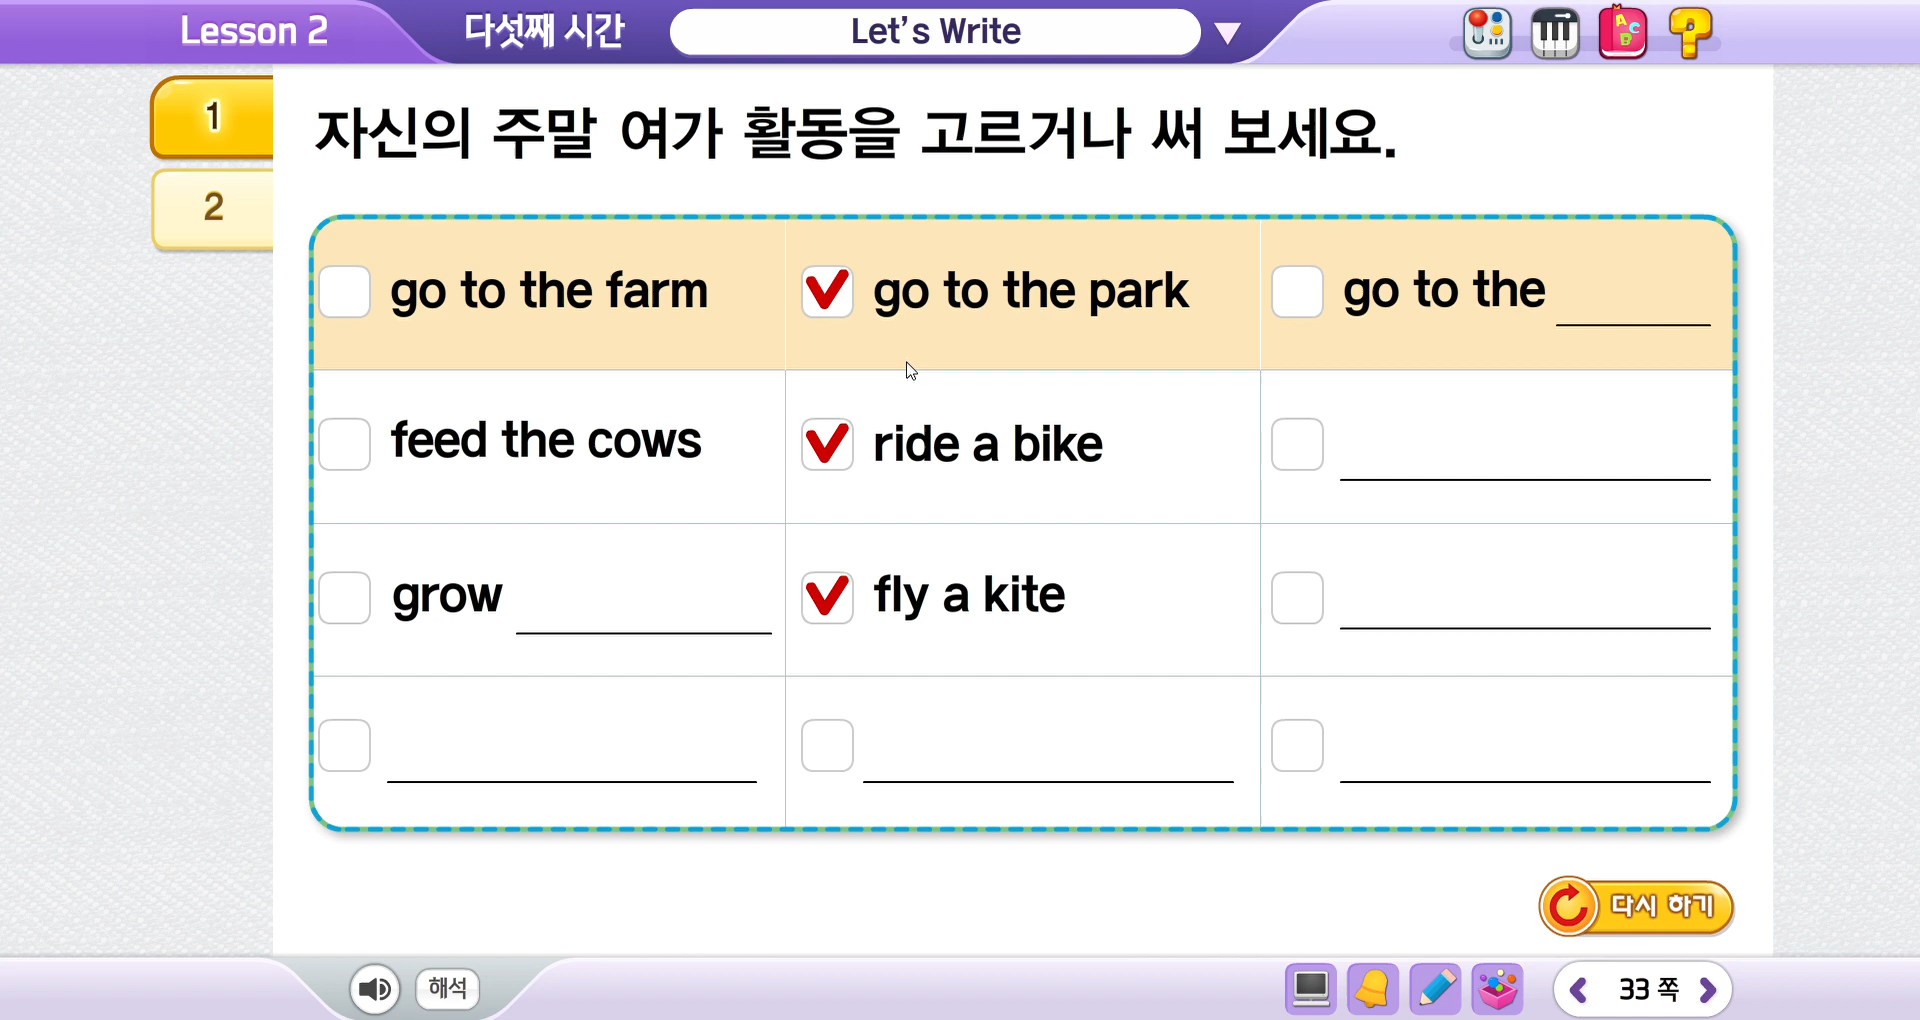 Lesson 2
다섯째 시간
Let's Write
1
2
자신의 주말 여가 활동을 고르거나 써 보세요.
go to the farm
go to the park
go to the
feed the cows
ride a bike
grow
fly a kite
다시 하기
해석
33 쪽